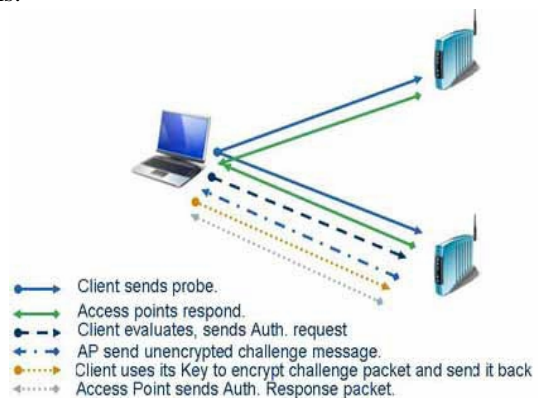 Client sends probe.
Access points respond.
Client evaluates, sends Auth. request
AP send unencrypted challenge message.
Client uses its Key to encrypt challenge packet and send it back
Access Point sends Auth. Response packet.